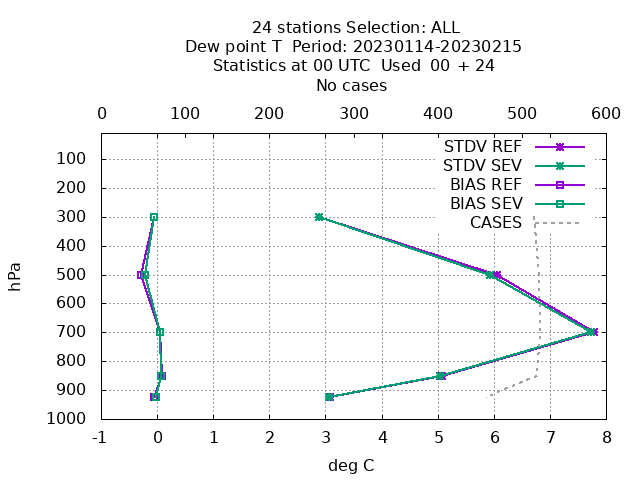 24 stations Selection: ALL
Dew point T  Period: 20230114-20230215
Statistics at 00 UTC  Used  00 + 24
No cases
0 100 200 300 400 500 600
STDV REF
STDV SEV
BIAS REF
BIAS SEV
CASES
hPa
100
200
300
400
500
600
700
800
900
1000
-1 0 1 2 3 4 5 6 7 8
deg C